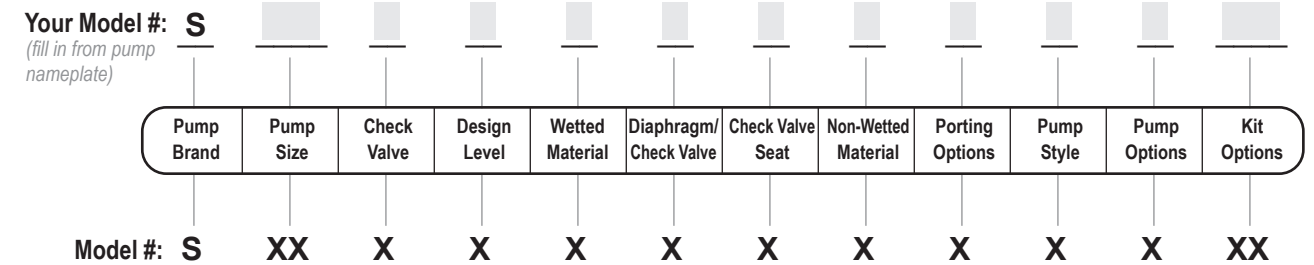 Your Model #: S
(fill in from pump
nameplate)
Pump Pump Check Design Wetted Diaphragm/ Check Valve Non-Wetted Porting Pump Pump Kit
Brand Size Valve Level Material Check Valve Seat Material Options Style Options Options
Model #: S XX X X X X X X X X X XX